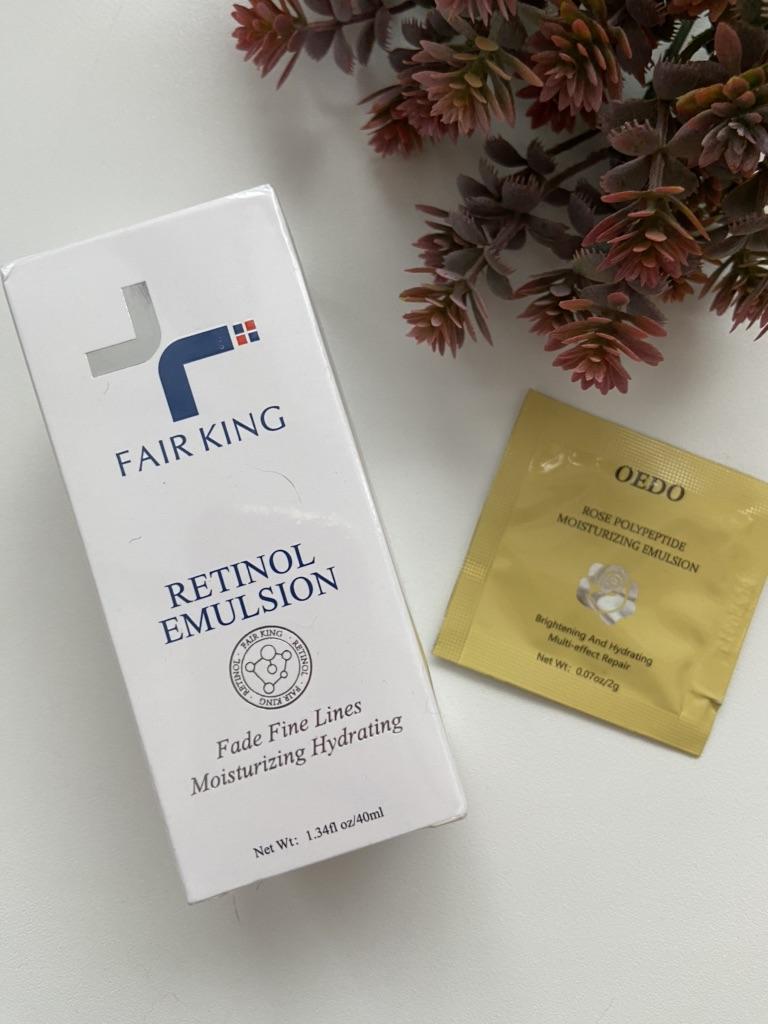 FAIR KING
RETINOL
EMULSION
FAIR KING · RETINOL · FAIR KING · RETINOL ·
Fade Fine Lines
Moisturizing Hydrating
Net Wt: 1.34fl oz/40ml
OEDO
ROSE POLYPEPTIDE
MOISTURIZING EMULSION
Brightening And Hydrating
Multi-effect Repair
Net Wt: 0.07oz/2g